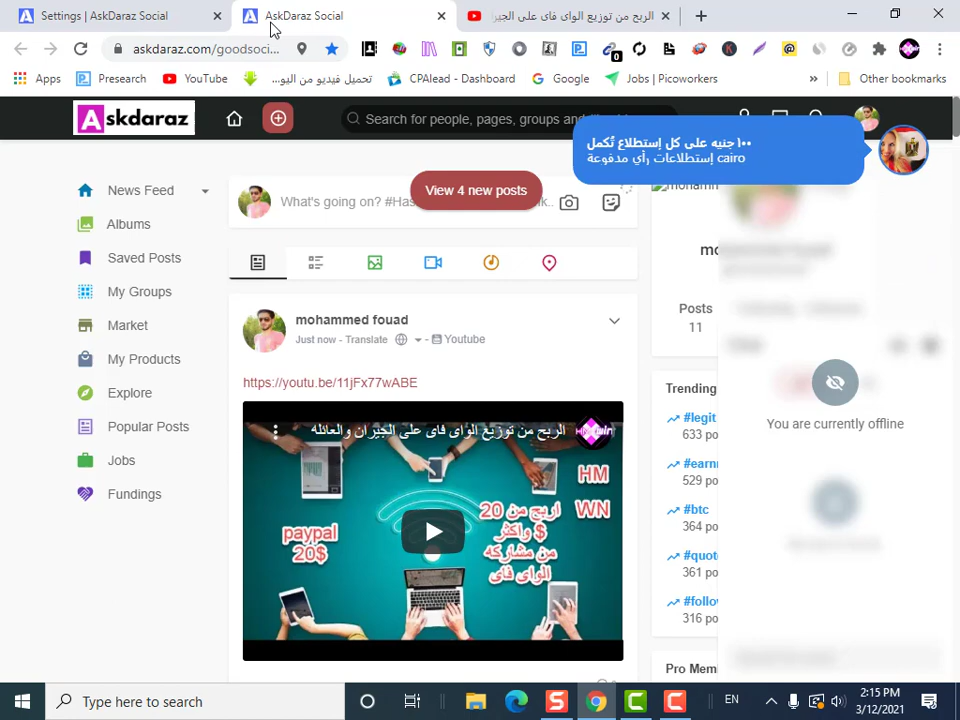 Settings | AskDaraz Social
AskDaraz Social
الربح من توزيع الواى فاى على الجيرا
askdaraz.com/goodsoci...
0
Apps
Presearch
YouTube
تحميل فيديو من اليو...
CPAlead - Dashboard
Google
Jobs | Picoworkers
»
Other bookmarks
Askdaraz
Search for people, pages, groups and
١٠٠ جنيه على كل إستطلاع تُكمل
cairo إستطلاعات رأي مدفوعة
News Feed
Albums
Saved Posts
My Groups
Market
My Products
Explore
Popular Posts
Jobs
Fundings
What's going on? #Has
View 4 new posts
mohammed fouad
Just now - Translate - Youtube
https://youtu.be/11jFx77wABE
الربح من توزيع الواى فاى على الجيران والعائله
HM
WN
اربح من 20
$ واكثر
من مشاركه
الواى فاى
paypal
20$
Posts
11
Trending
#legit
633 po
#earn
529 po
#btc
364 po
#quot
361 po
#follo
316 po
Pro Mem
You are currently offline
Type here to search
EN
2:15 PM
3/12/2021